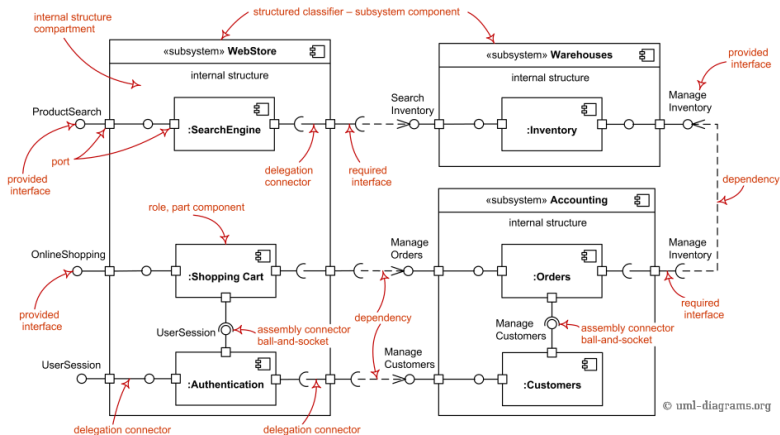 structured classifier – subsystem component
internal structure
compartment
«subsystem» WebStore
internal structure
«subsystem» Warehouses
internal structure
provided
interface
ProductSearch
:SearchEngine
Search
Inventory
:Inventory
Manage
Inventory
port
provided
interface
delegation
connector
required
interface
dependency
role, part component
«subsystem» Accounting
internal structure
OnlineShopping
:Shopping Cart
Manage
Orders
:Orders
Manage
Inventory
provided
interface
dependency
required
interface
UserSession
assembly connector
ball-and-socket
Manage
Customers
assembly connector
ball-and-socket
UserSession
:Authentication
Manage
Customers
:Customers
delegation connector
delegation connector
© uml-diagrams.org